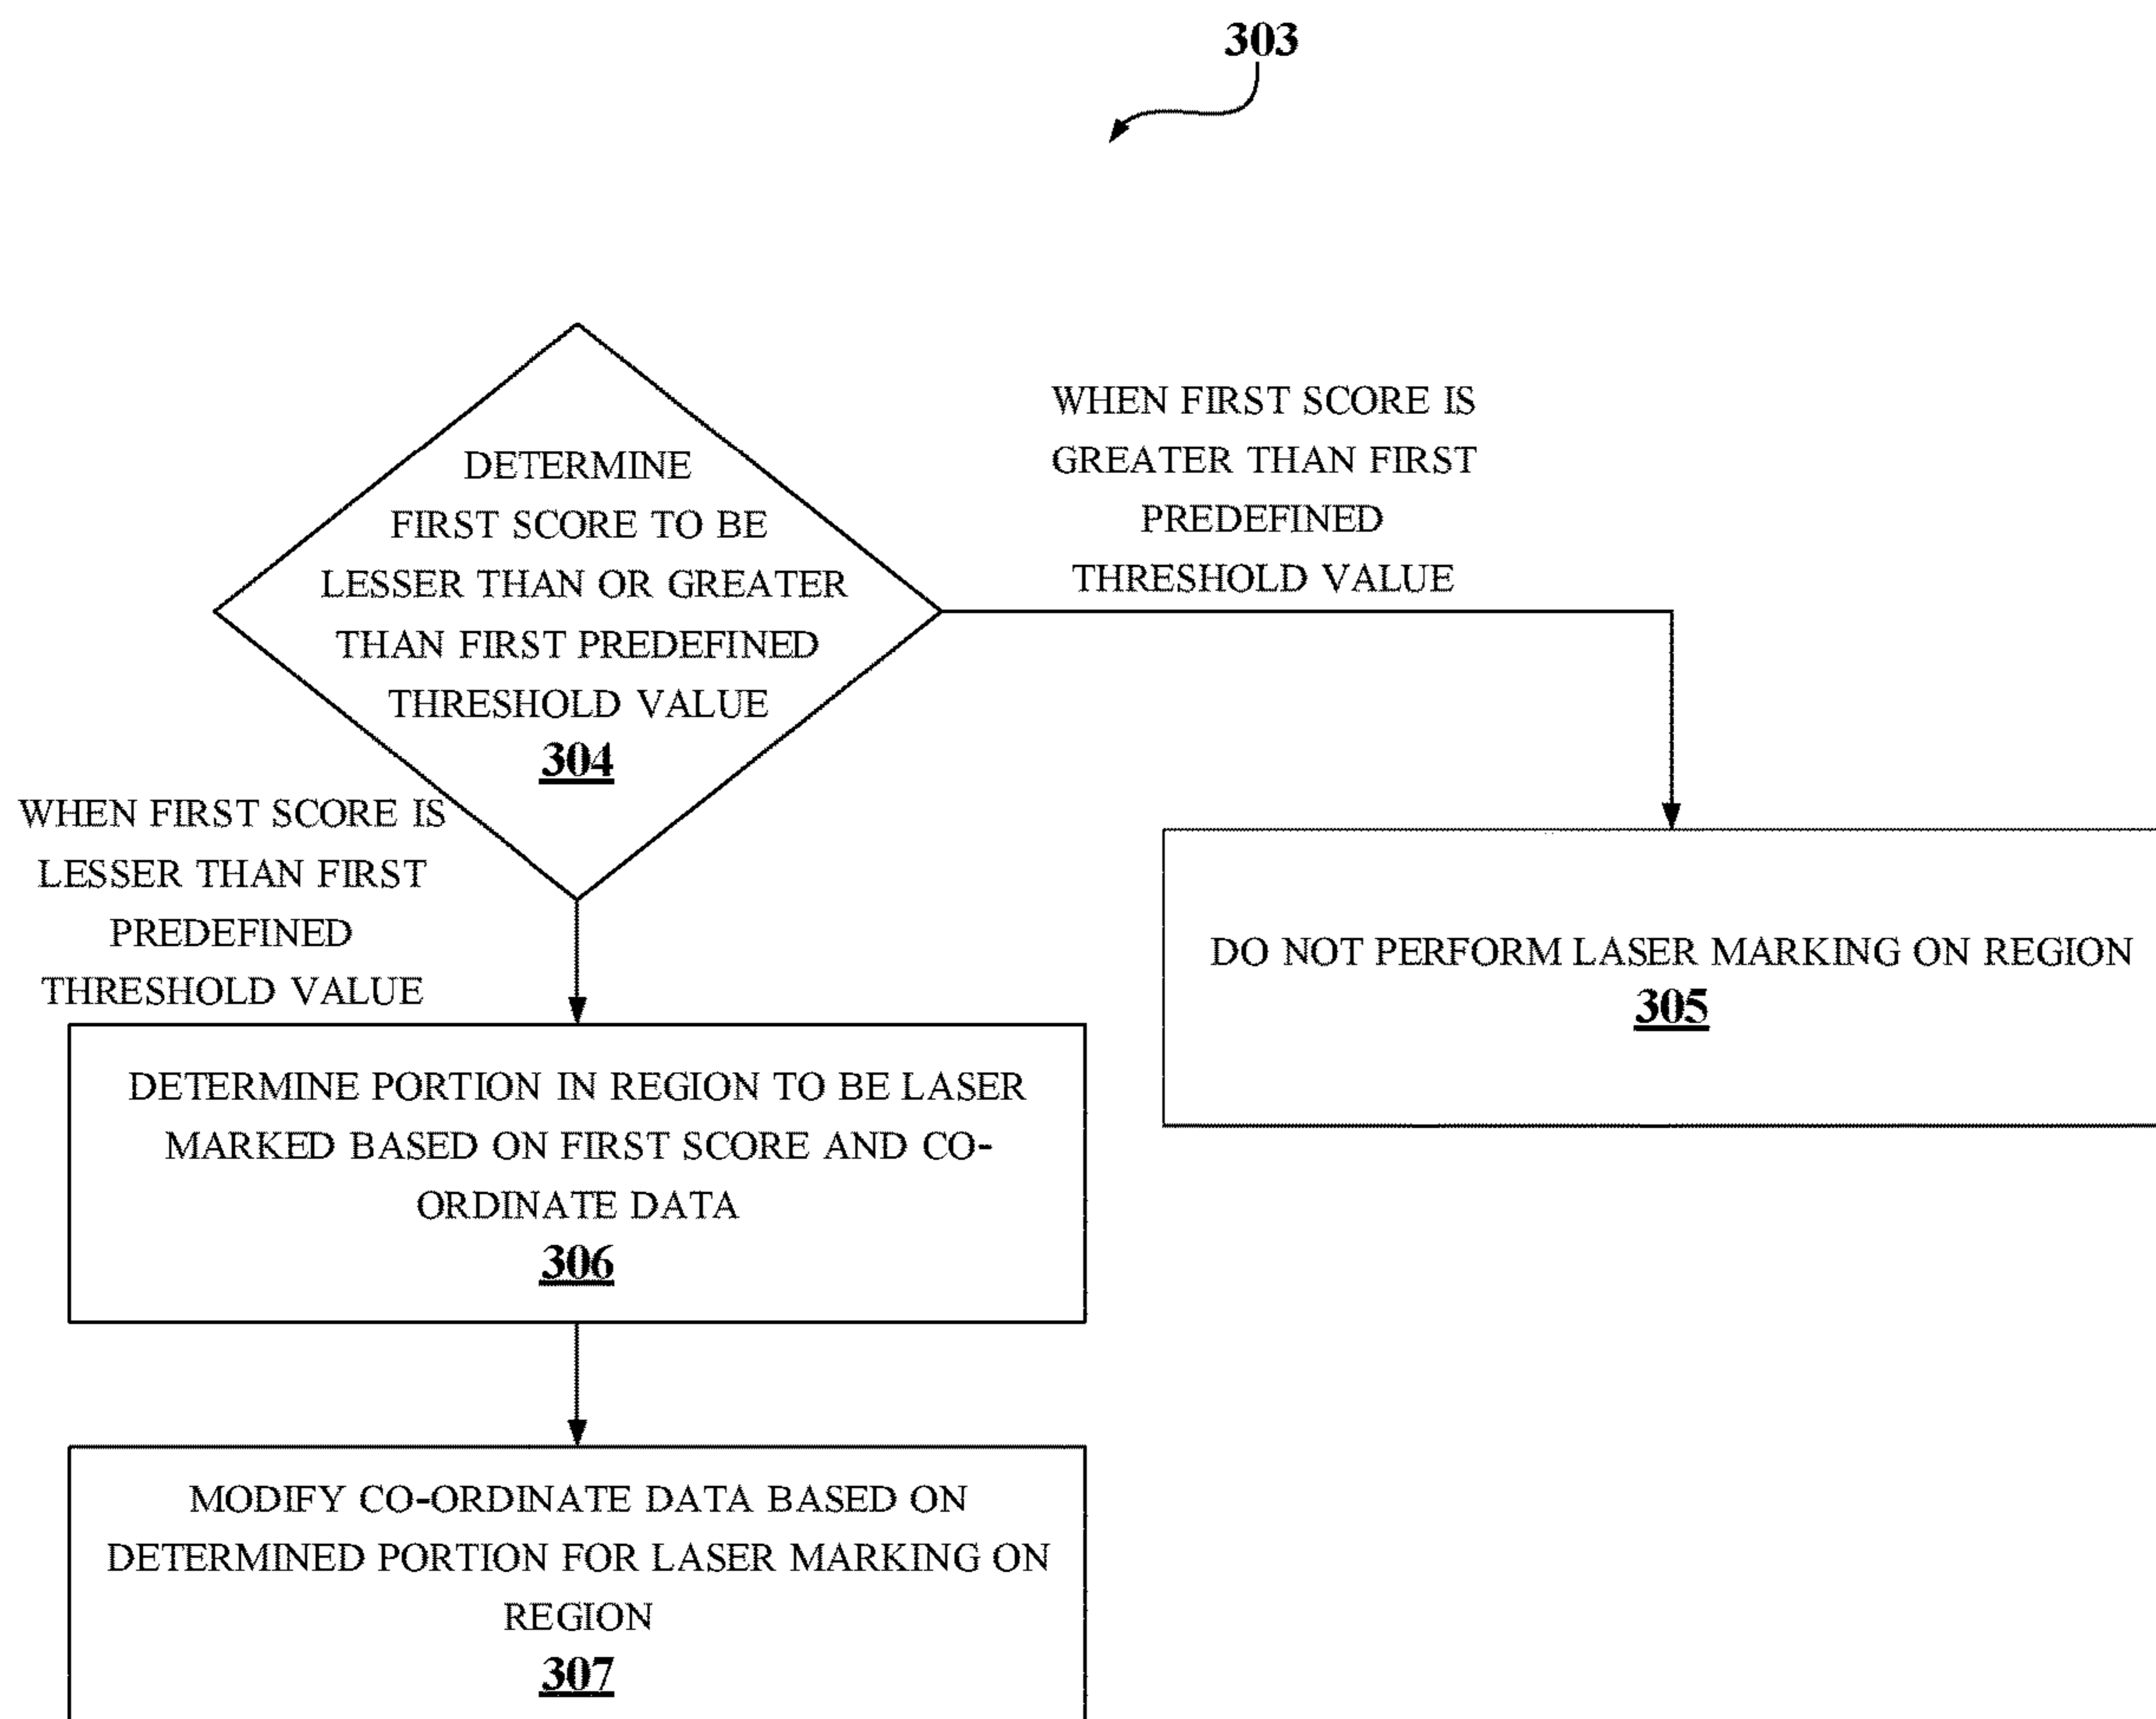 303
DETERMINE
FIRST SCORE TO BE
LESSER THAN OR GREATER
THAN FIRST PREDEFINED
THRESHOLD VALUE
304
WHEN FIRST SCORE IS
GREATER THAN FIRST
PREDEFINED
THRESHOLD VALUE
WHEN FIRST SCORE IS
LESSER THAN FIRST
PREDEFINED
THRESHOLD VALUE
DO NOT PERFORM LASER MARKING ON REGION
305
DETERMINE PORTION IN REGION TO BE LASER
MARKED BASED ON FIRST SCORE AND CO-
ORDINATE DATA
306
MODIFY CO-ORDINATE DATA BASED ON
DETERMINED PORTION FOR LASER MARKING ON
REGION
307